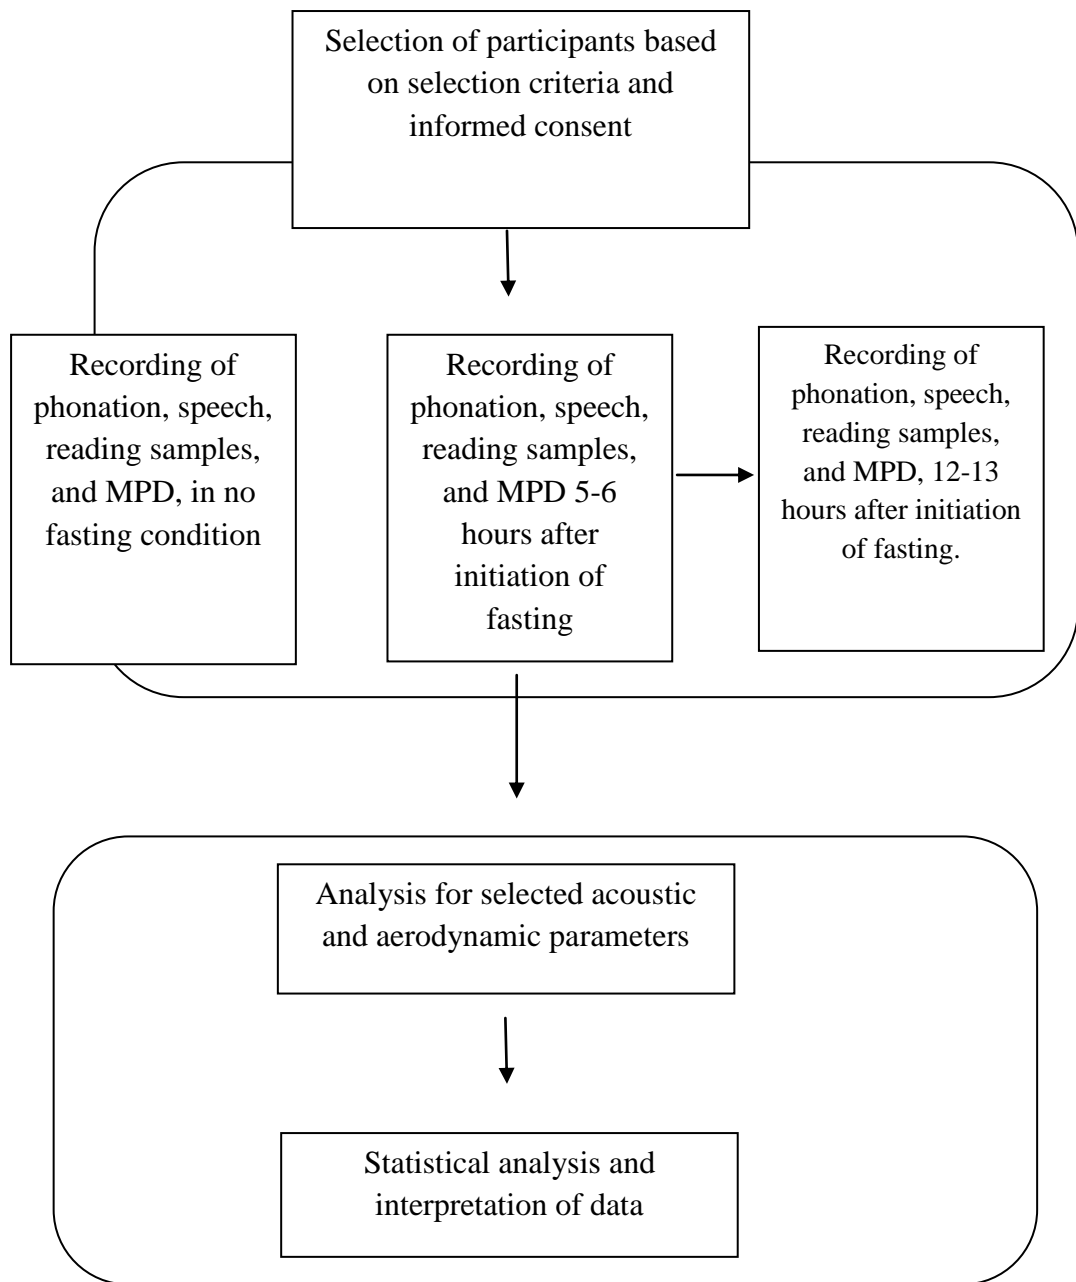 Selection of participants based
on selection criteria and
informed consent
Recording of
phonation, speech,
reading samples,
and MPD, in no
fasting condition
Recording of
phonation, speech,
reading samples,
and MPD 5-6
hours after
initiation of
fasting
Recording of
phonation, speech,
reading samples,
and MPD, 12-13
hours after initiation
of fasting.
Analysis for selected acoustic
and aerodynamic parameters
Statistical analysis and
interpretation of data